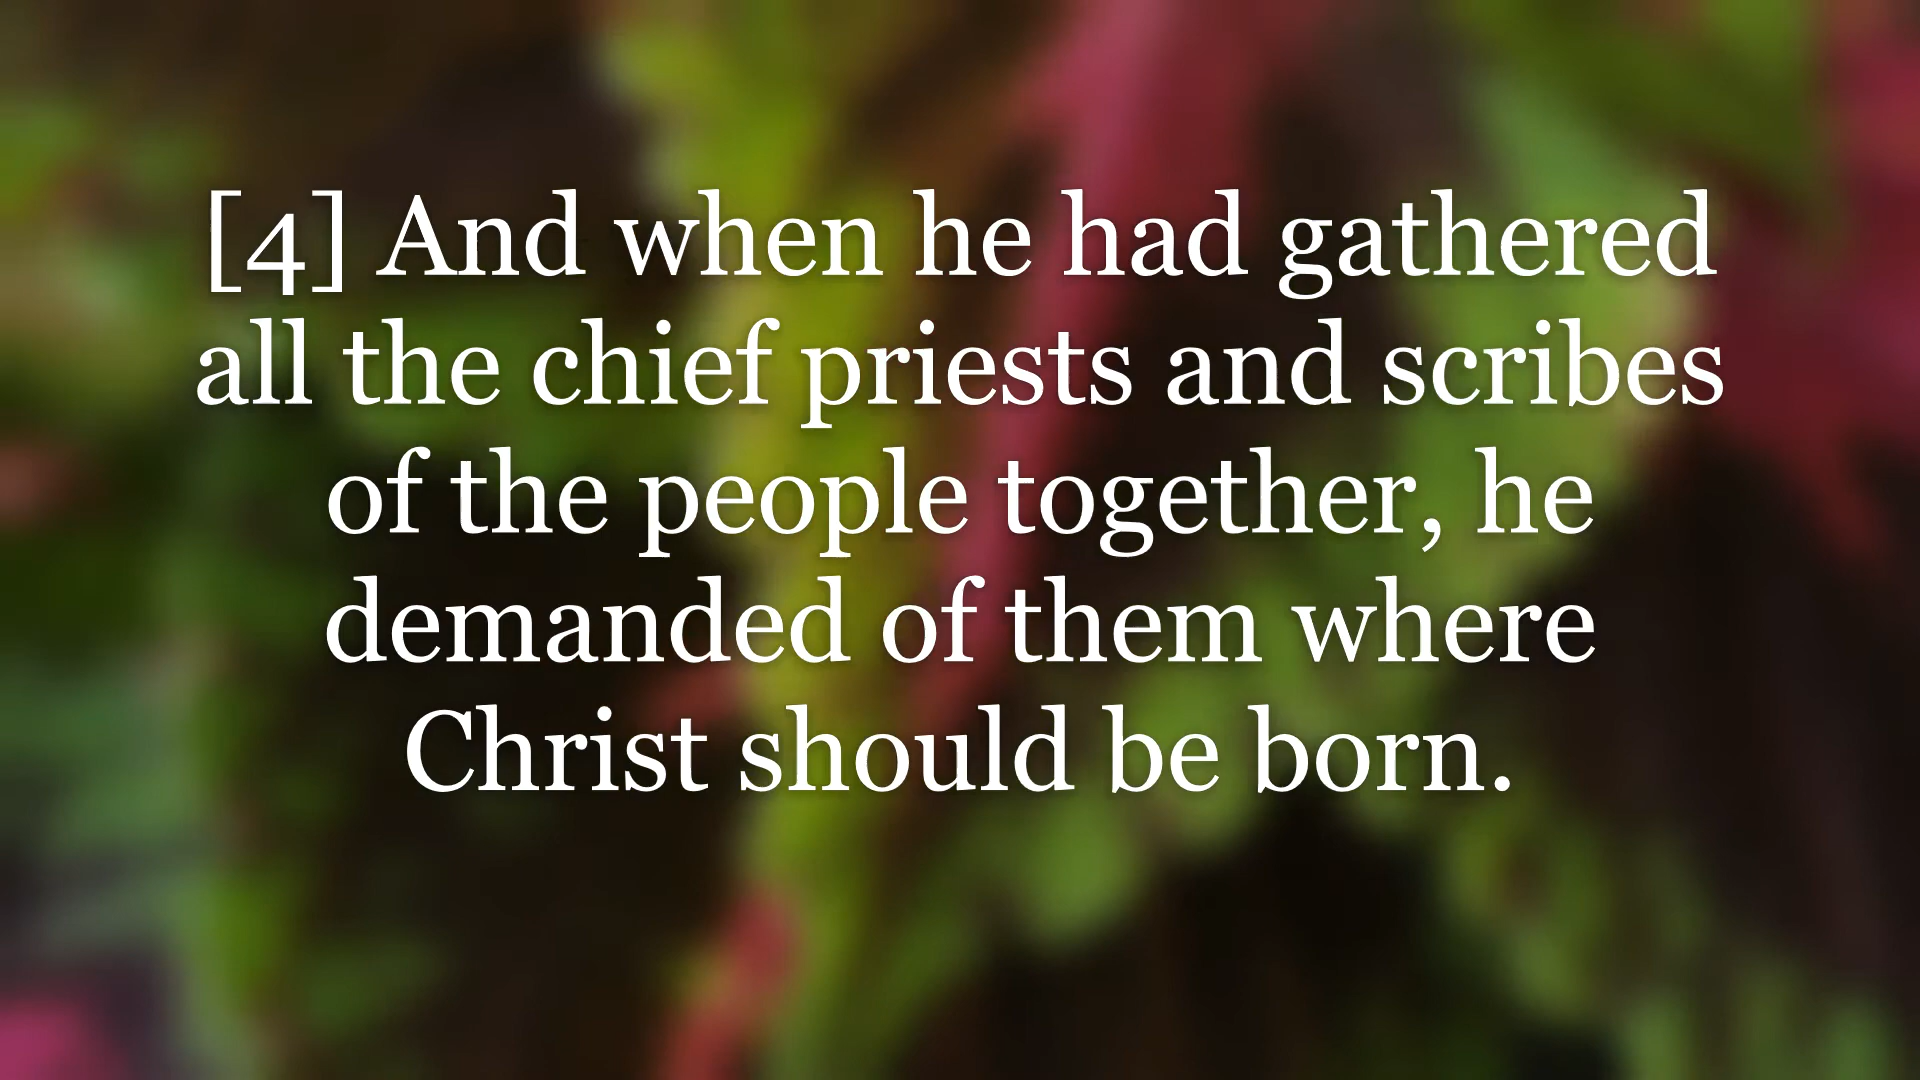 [4] And when he had gathered
all the chief priests and scribes
of the people together, he
demanded of them where
Christ should be born.